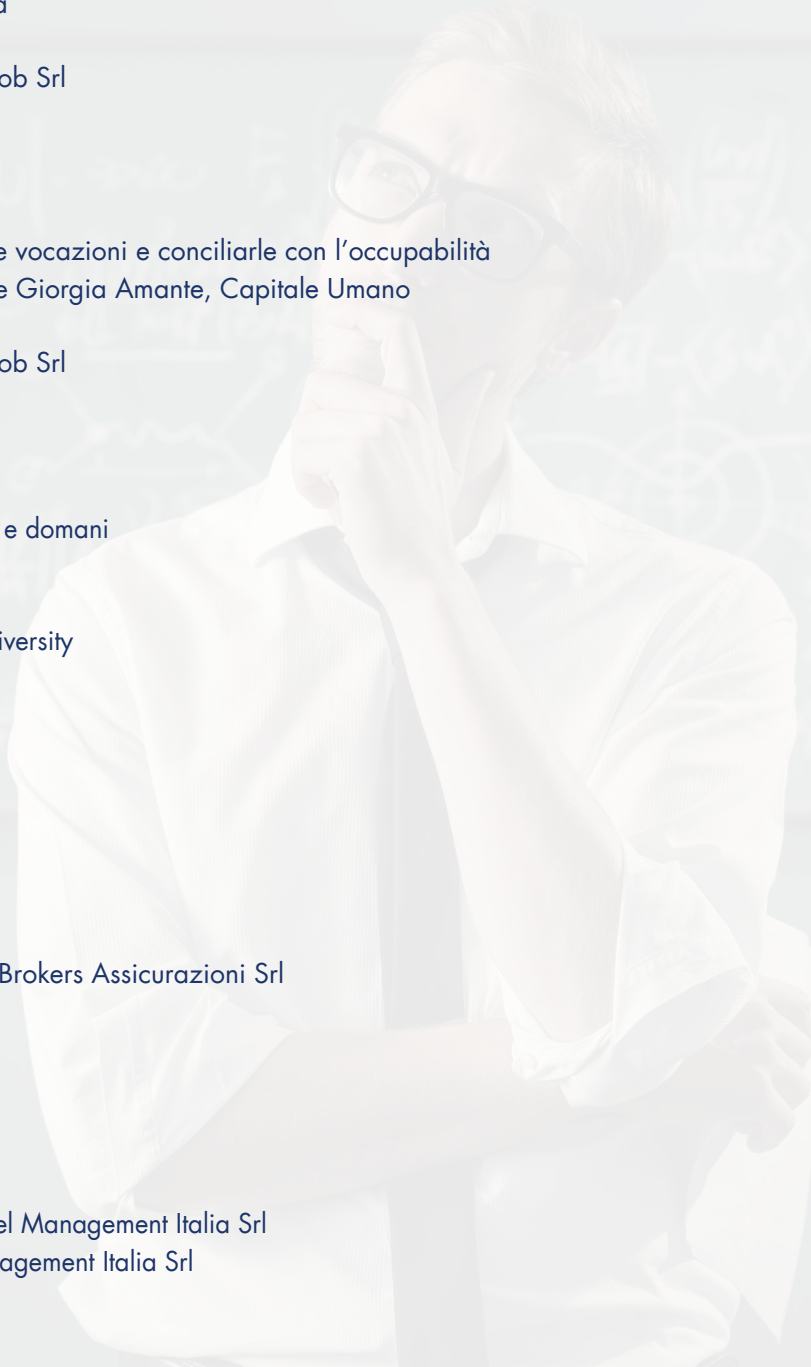 ob Srl
e vocazioni e conciliarle con l'occupabilità
e Giorgia Amante, Capitale Umano
ob Srl
e domani
iversity
Brokers Assicurazioni Srl
el Management Italia Srl
agement Italia Srl